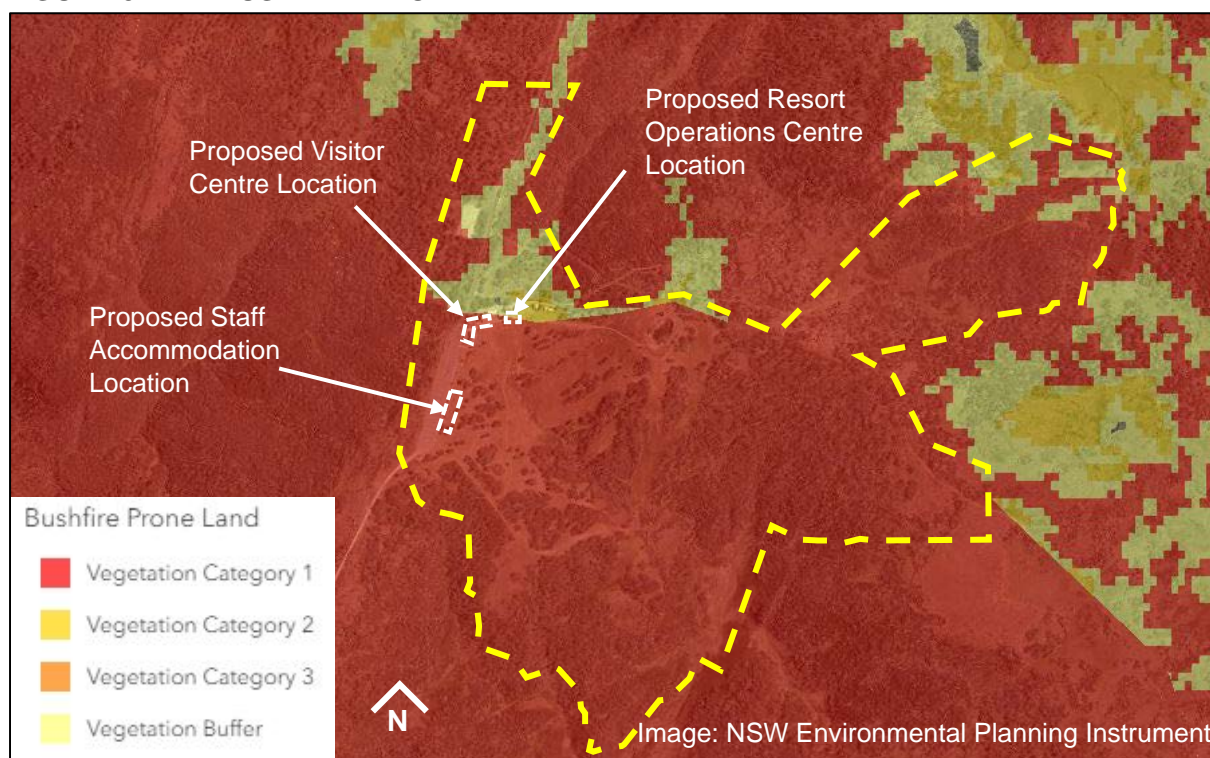 Proposed Resort
Operations Centre
Location
Proposed Visitor
Centre Location
Proposed Staff
Accommodation
Location
Bushfire Prone Land
Vegetation Category 1
Vegetation Category 2
Vegetation Category 3
Vegetation Buffer
N
Image: NSW Environmental Planning Instrument